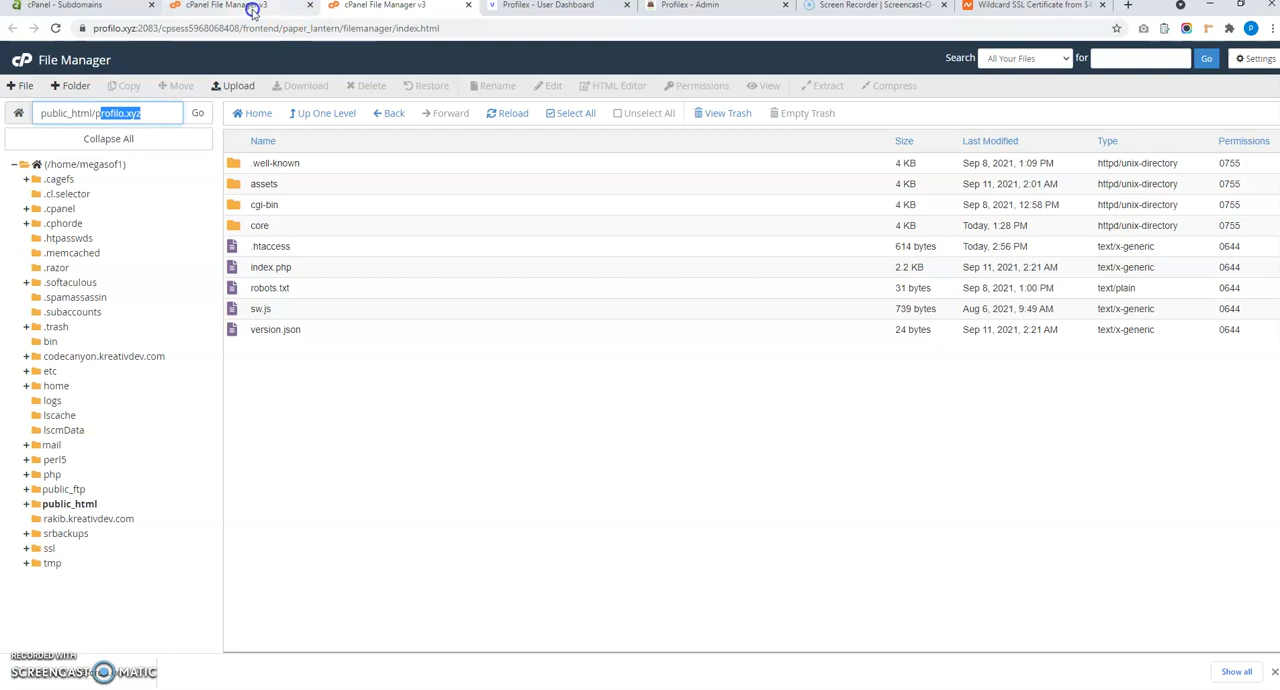 cPanel - Subdomains
cPanel File Manager v3
cPanel File Manager v3
Profilex - User Dashboard
Profilex - Admin
Screen Recorder | Screencast-O
Wildcard SSL Certificate from $4
profilo.xyz:2083/cpsess5968068408/frontend/paper_lantern/filemanager/index.html
cP File Manager
Search All Your Files for Go Settings
File Folder Copy Move Upload Download Delete Restore Rename Edit HTML Editor Permissions View Extract Compress
public_html/profilo.xyz Go
Home Up One Level Back Forward Reload Select All Unselect All View Trash Empty Trash
Collapse All
Name Size Last Modified Type Permissions
(/home/megasof1)
.cagefs
.cl.selector
.cpanel
.cphorde
.htpasswds
.memcached
.razor
.softaculous
.spamassassin
.subaccounts
.trash
bin
codecanyon.kreativdev.com
etc
home
logs
lscache
lscmData
mail
perl5
php
public_ftp
public_html
rakib.kreativdev.com
srbackups
ssl
tmp
.well-known 4 KB Sep 8, 2021, 1:09 PM httpd/unix-directory 0755
assets 4 KB Sep 11, 2021, 2:01 AM httpd/unix-directory 0755
cgi-bin 4 KB Sep 8, 2021, 12:58 PM httpd/unix-directory 0755
core 4 KB Today, 1:28 PM httpd/unix-directory 0755
.htaccess 614 bytes Today, 2:56 PM text/x-generic 0644
index.php 2.2 KB Sep 11, 2021, 2:21 AM text/x-generic 0644
robots.txt 31 bytes Sep 8, 2021, 1:00 PM text/plain 0644
sw.js 739 bytes Aug 6, 2021, 9:49 AM text/x-generic 0644
version.json 24 bytes Sep 11, 2021, 2:21 AM text/x-generic 0644
RECORDED WITH
SCREENCAST MATIC
Show all